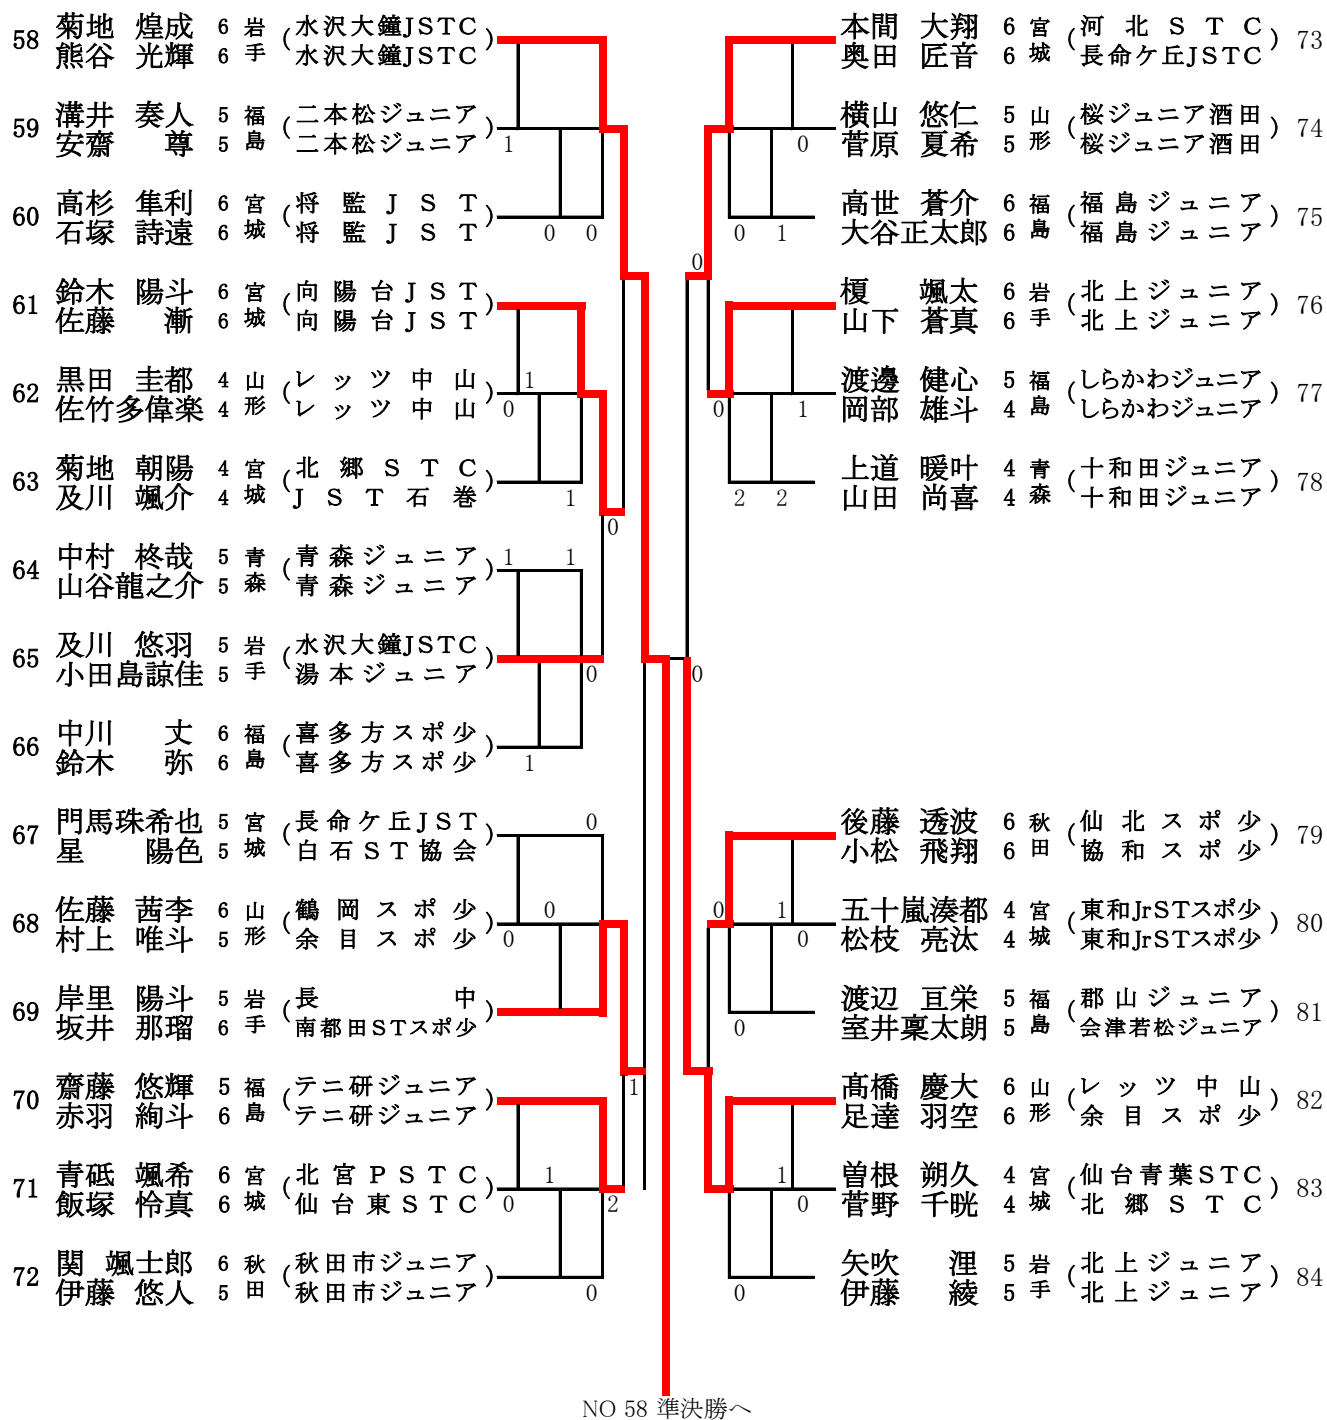 58 菊地 煌成 6 岩 (水沢大鐘JSTC)
熊谷 光輝 6 手 水沢大鐘JSTC
59 溝井 奏人 5 福 (二本松ジュニア)
安齋 尊 5 島 二本松ジュニア
1
60 高杉 隼利 6 宮 (将監JST)
石塚 詩遠 6 城 将監JST
0 0
61 鈴木 陽斗 6 宮 (向陽台JST)
佐藤 漸 6 城 向陽台JST
62 黒田 圭都 4 山 (レッツ中山) 1
佐竹多偉楽 4 形 レッツ中山 0
63 菊地 朝陽 4 宮 (北郷STC)
及川 颯介 4 城 JST石巻 1
0
64 中村 柊哉 5 青 (青森ジュニア) 1 1
山谷龍之介 5 森 青森ジュニア
65 及川 悠羽 5 岩 (水沢大鐘JSTC)
小田島諒佳 5 手 湯本ジュニア 0
66 中川 丈 6 福 (喜多方スポ少)
鈴木 弥 6 島 喜多方スポ少 1
67 門馬珠希也 5 宮 (長命ケ丘JST) 0
星 陽色 5 城 白石ST協会
68 佐藤 茜李 6 山 (鶴岡スポ少) 0
村上 唯斗 5 形 余目スポ少 0
69 岸里 陽斗 5 岩 (長中)
坂井 那瑠 6 手 南都田STスポ少
70 齋藤 悠輝 5 福 (テニ研ジュニア) 1
赤羽 絢斗 6 島 テニ研ジュニア
71 青砥 颯希 6 宮 (北宮PSTC) 1
飯塚 怜真 6 城 仙台東STC 0 2
72 関 颯士郎 6 秋 (秋田市ジュニア)
伊藤 悠人 5 田 秋田市ジュニア 0
本間 大翔 6 宮 (河北STC) 73
奥田 匠音 6 城 長命ケ丘JSTC
横山 悠仁 5 山 (桜ジュニア酒田) 74
0 菅原 夏希 5 形 桜ジュニア酒田
高世 蒼介 6 福 (福島ジュニア) 75
0 1 大谷正太郎 6 島 福島ジュニア
0
榎 颯太 6 岩 (北上ジュニア) 76
山下 蒼真 6 手 北上ジュニア
渡邊 健心 5 福 (しらかわジュニア) 77
0 1 岡部 雄斗 4 島 しらかわジュニア
上道 暖叶 4 青 (十和田ジュニア) 78
2 2 山田 尚喜 4 森 十和田ジュニア
0
後藤 透波 6 秋 (仙北スポ少) 79
小松 飛翔 6 田 協和スポ少
0 1 五十嵐湊都 4 宮 (東和JrSTスポ少) 80
0 松枝 亮汰 4 城 東和JrSTスポ少
渡辺 亘栄 5 福 (郡山ジュニア) 81
0 室井稟太朗 5 島 会津若松ジュニア
髙橋 慶大 6 山 (レッツ中山) 82
足達 羽空 6 形 余目スポ少
1 曽根 朔久 4 宮 (仙台青葉STC) 83
0 菅野 千晄 4 城 北郷STC
矢吹 浬 5 岩 (北上ジュニア) 84
0 伊藤 綾 5 手 北上ジュニア
NO 58 準決勝へ